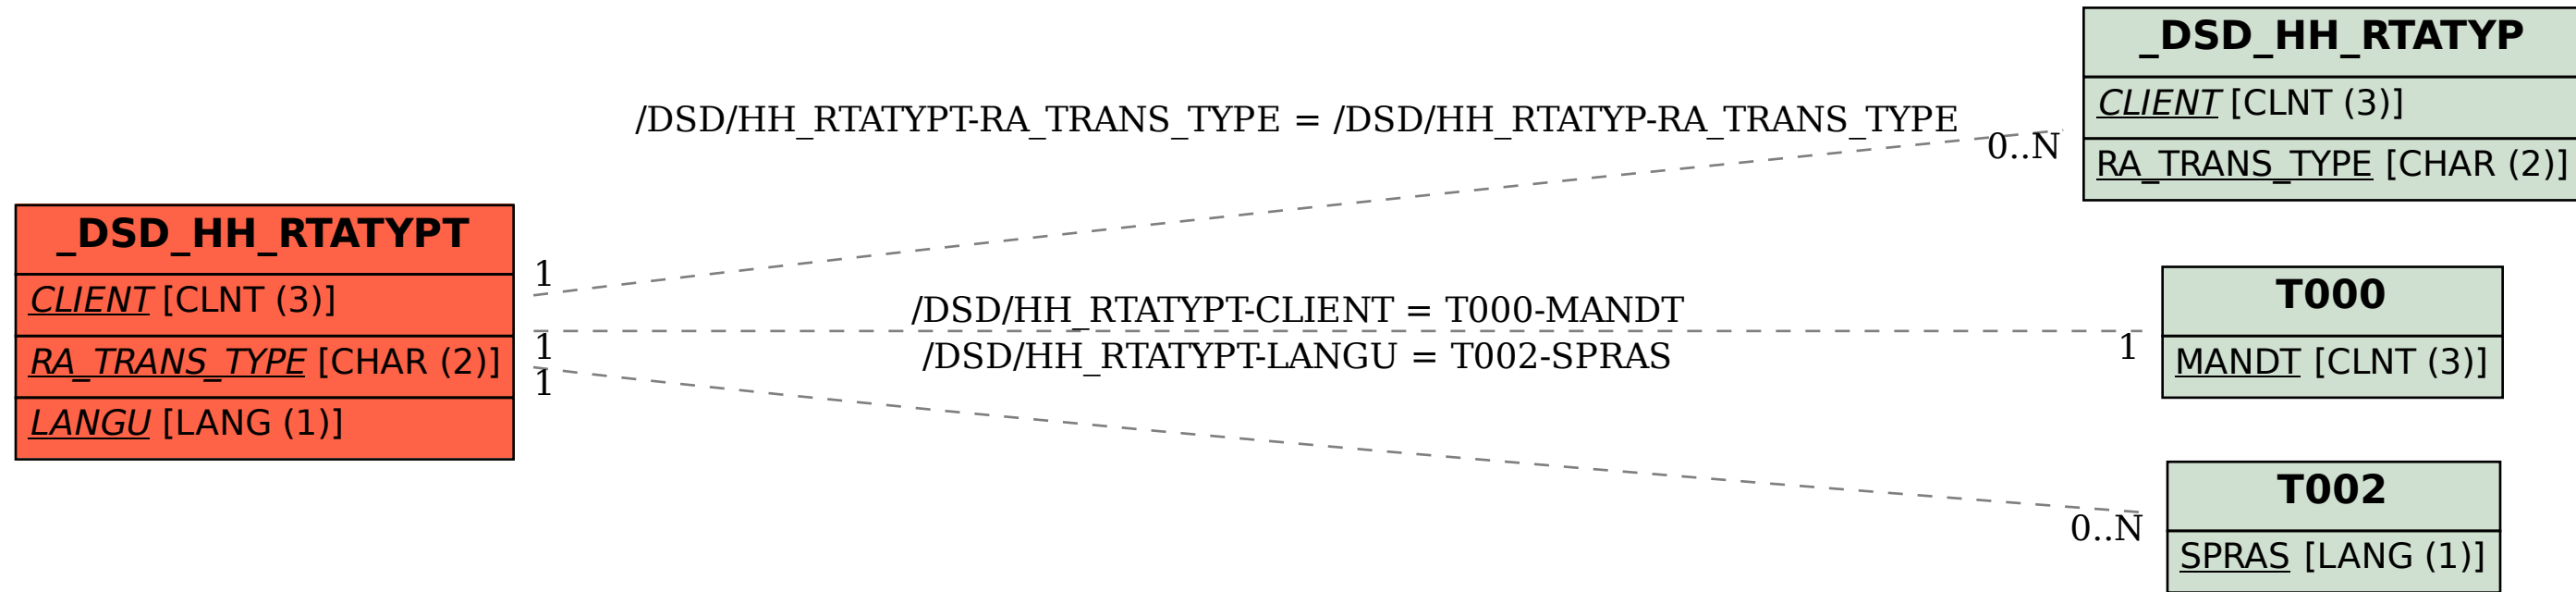 _DSD_HH_RTATYP
CLIENT [CLNT (3)]
RA_TRANS_TYPE [CHAR (2)]
/DSD/HH_RTATYPT-RA_TRANS_TYPE = /DSD/HH_RTATYP-RA_TRANS_TYPE
0..N
_DSD_HH_RTATYPT
CLIENT [CLNT (3)]
RA_TRANS_TYPE [CHAR (2)]
LANGU [LANG (1)]
1
1
1
/DSD/HH_RTATYPT-CLIENT = T000-MANDT
/DSD/HH_RTATYPT-LANGU = T002-SPRAS
1
T000
MANDT [CLNT (3)]
0..N
T002
SPRAS [LANG (1)]